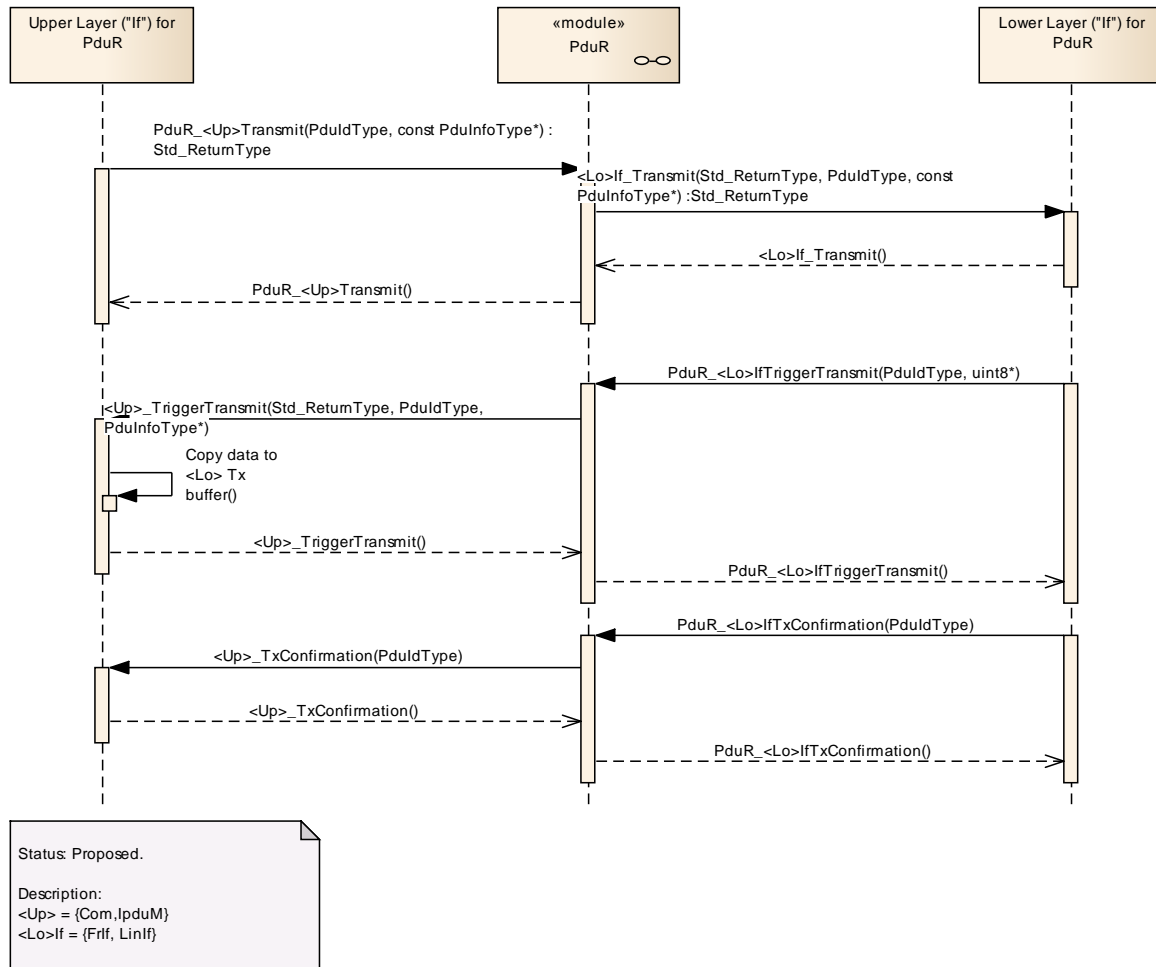 Upper Layer ("If") for
PduR
«module»
PduR
Lower Layer ("If") for
PduR
PduR_<Up>Transmit(PduIdType, const PduInfoType*) :
Std_ReturnType
<Lo>If_Transmit(Std_ReturnType, PduIdType, const
PduInfoType*) :Std_ReturnType
<Lo>If_Transmit()
PduR_<Up>Transmit()
PduR_<Lo>IfTriggerTransmit(PduIdType, uint8*)
<Up>_TriggerTransmit(Std_ReturnType, PduIdType,
PduInfoType*)
Copy data to
<Lo> Tx
buffer()
<Up>_TriggerTransmit()
PduR_<Lo>IfTriggerTransmit()
PduR_<Lo>IfTxConfirmation(PduIdType)
<Up>_TxConfirmation(PduIdType)
<Up>_TxConfirmation()
PduR_<Lo>IfTxConfirmation()
Status: Proposed.
Description:
<Up> = {Com,IpduM}
<Lo>If = {FrIf, LinIf}